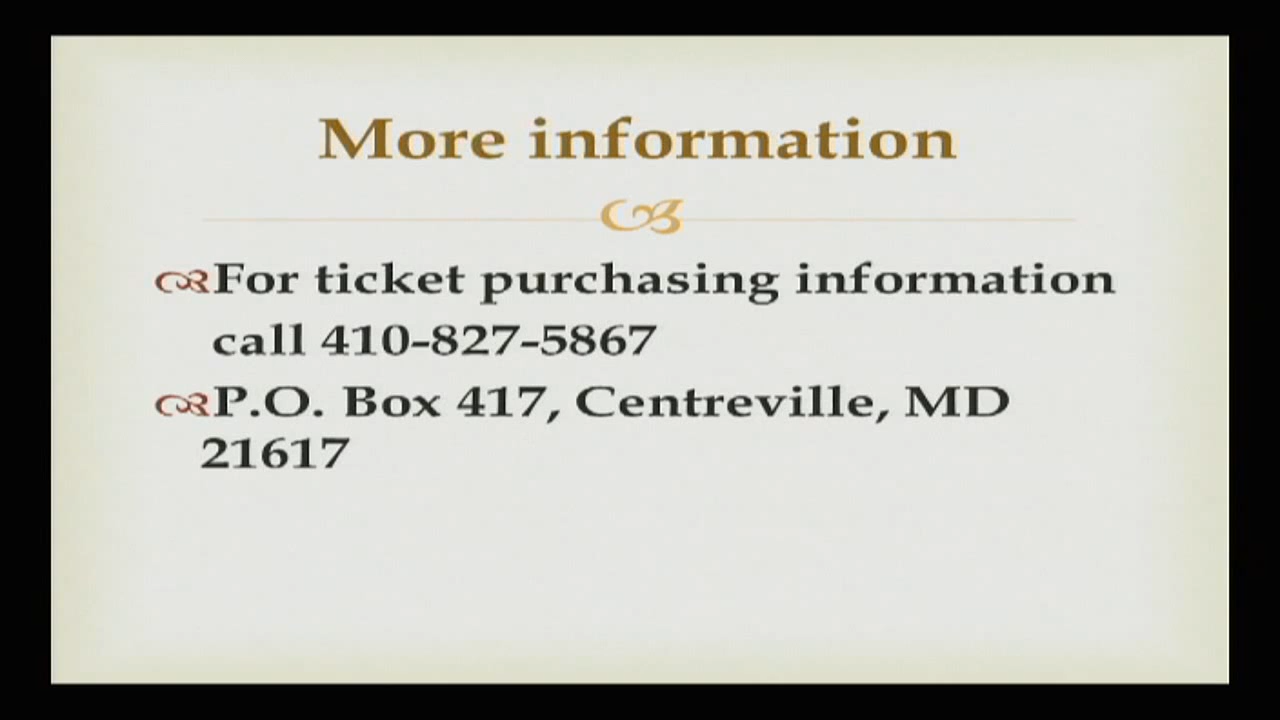 More information
For ticket purchasing information
call 410-827-5867
P.O. Box 417, Centreville, MD
21617